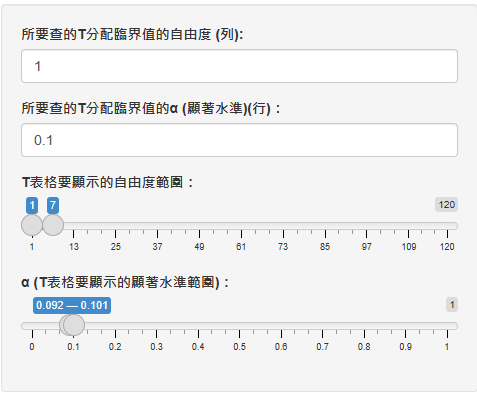 所要查的T分配臨界值的自由度 (列):
1
所要查的T分配臨界值的α (顯著水準)(行)：
0.1
T表格要顯示的自由度範圍：
1 7 120
1 13 25 37 49 61 73 85 97 109 120
α (T表格要顯示的顯著水準範圍)：
0.092 — 0.101 1
0 0.1 0.2 0.3 0.4 0.5 0.6 0.7 0.8 0.9 1